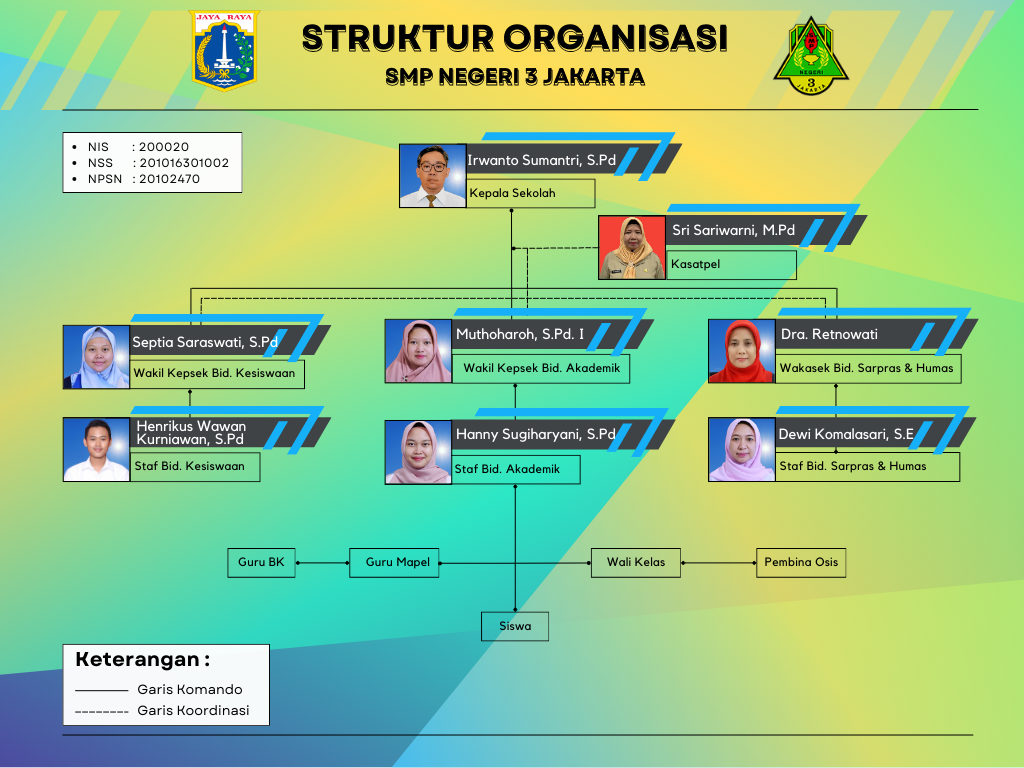 JAYA RAYA
STRUKTUR ORGANISASI
SMP NEGERI 3 JAKARTA
NEGERI
3
JAKARTA
• NIS : 200020
• NSS : 201016301002
• NPSN : 20102470
Irwanto Sumantri, S.Pd
Kepala Sekolah
Sri Sariwarni, M.Pd
Kasatpel
Septia Saraswati, S.Pd
Wakil Kepsek Bid. Kesiswaan
Muthoharoh, S.Pd. I
Wakil Kepsek Bid. Akademik
Dra. Retnowati
Wakasek Bid. Sarpras & Humas
Henrikus Wawan
Kurniawan, S.Pd
Staf Bid. Kesiswaan
Hanny Sugiharyani, S.Pd
Staf Bid. Akademik
Dewi Komalasari, S.E
Staf Bid. Sarpras & Humas
Guru BK
Guru Mapel
Wali Kelas
Pembina Osis
Siswa
Keterangan :
Garis Komando
Garis Koordinasi